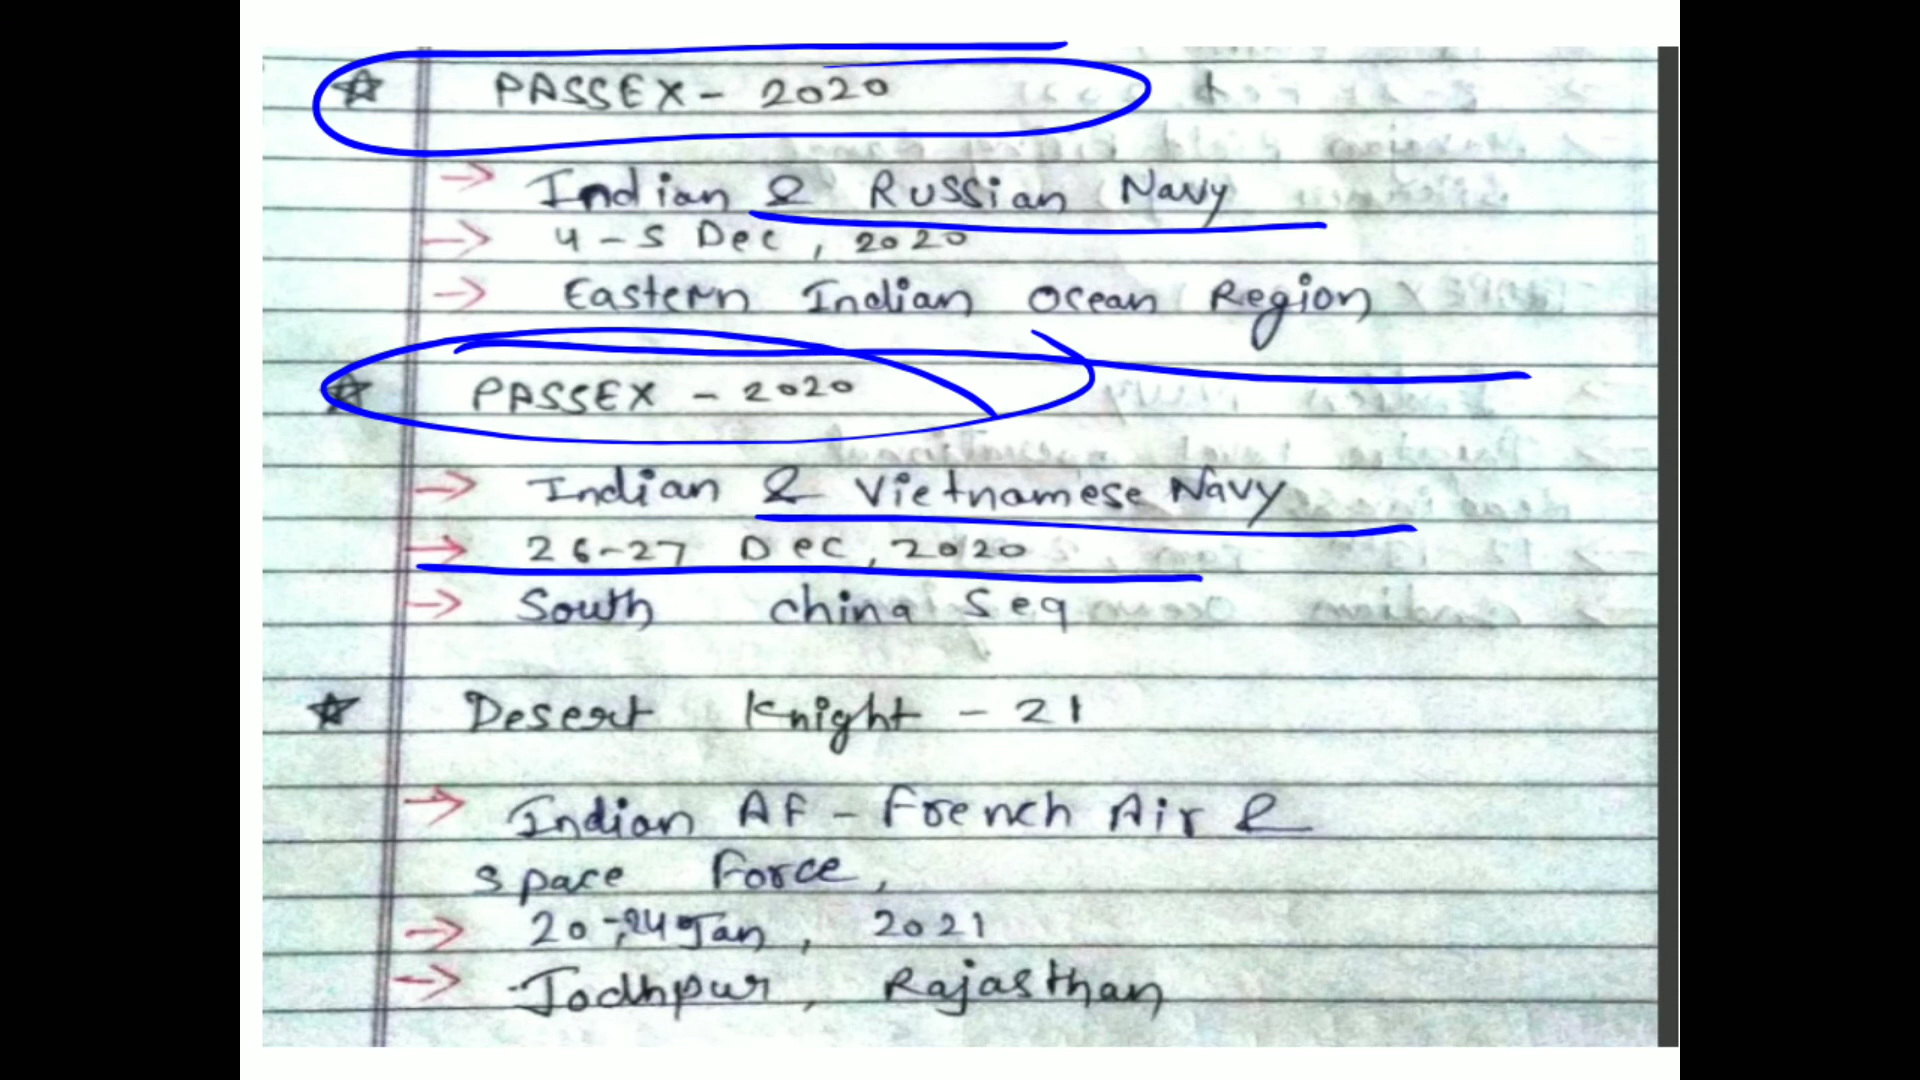 ☆ PASSEX - 2020
→ Indian & Russian Navy
→ 4-5 Dec, 2020
→ Eastern Indian Ocean Region
☆ PASSEX - 2020
→ Indian & Vietnamese Navy
→ 26-27 Dec, 2020
→ South China Sea
☆ Desert Knight - 21
→ Indian AF - French Air &
space Force,
→ 20-24 Jan, 2021
→ Jodhpur, Rajasthan